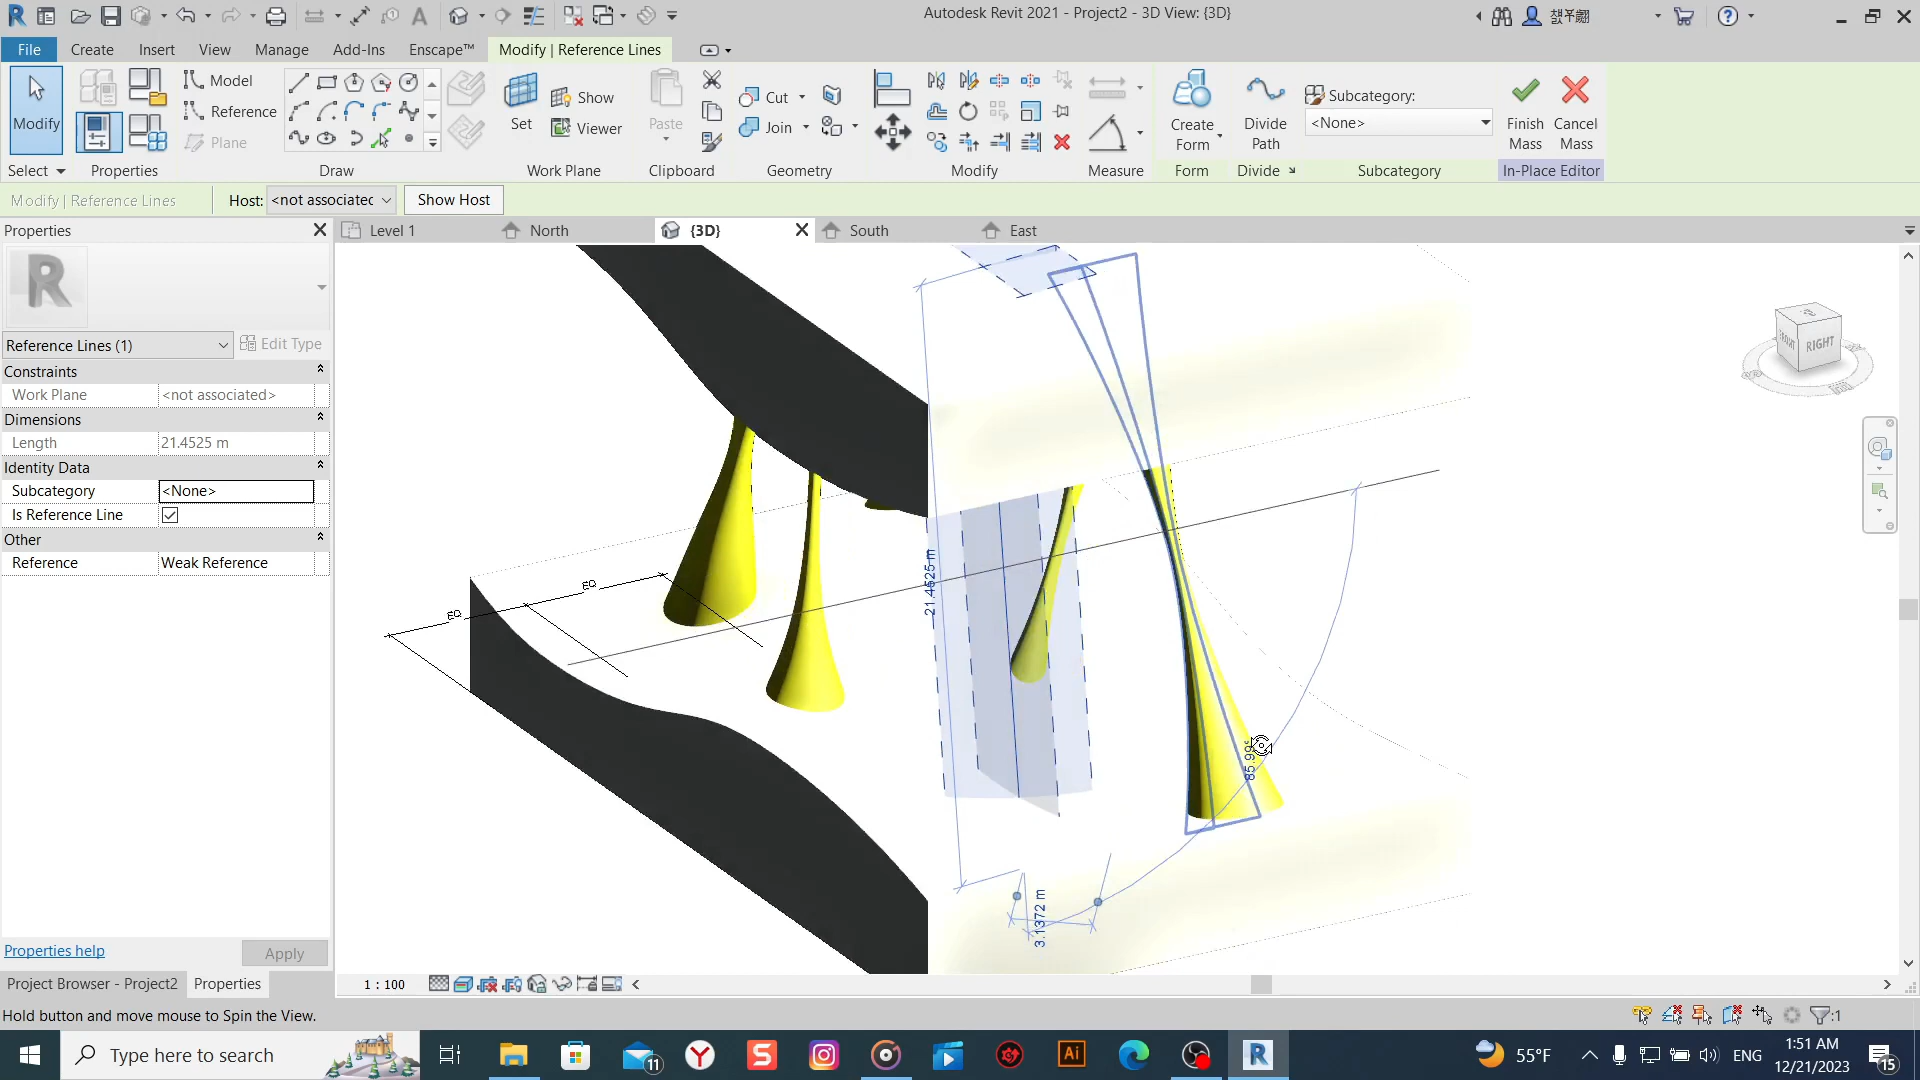 Autodesk Revit 2021 - Project2 - 3D View: {3D}
File
Create
Insert
View
Manage
Add-Ins
Enscape™
Modify | Reference Lines
Modify
Model
Reference
Plane
Set
Show
Viewer
Paste
Cut
Join
Create
Form
Divide
Path
Subcategory:
<None>
Finish
Mass
Cancel
Mass
Select
Properties
Draw
Work Plane
Clipboard
Geometry
Modify
Measure
Form
Divide
Subcategory
In-Place Editor
Modify | Reference Lines
Host:
<not associatec
Show Host
Properties
Level 1
North
{3D}
South
East
Reference Lines (1)
Edit Type
Constraints
Work Plane
<not associated>
Dimensions
Length
21.4525 m
Identity Data
Subcategory
<None>
Is Reference Line
Other
Reference
Weak Reference
EQ
EQ
21.4525 m
3.1372 m
RIGHT
Properties help
Apply
Project Browser - Project2
Properties
1 : 100
Hold button and move mouse to Spin the View.
:1
Type here to search
11
55°F
ENG
1:51 AM
12/21/2023
15